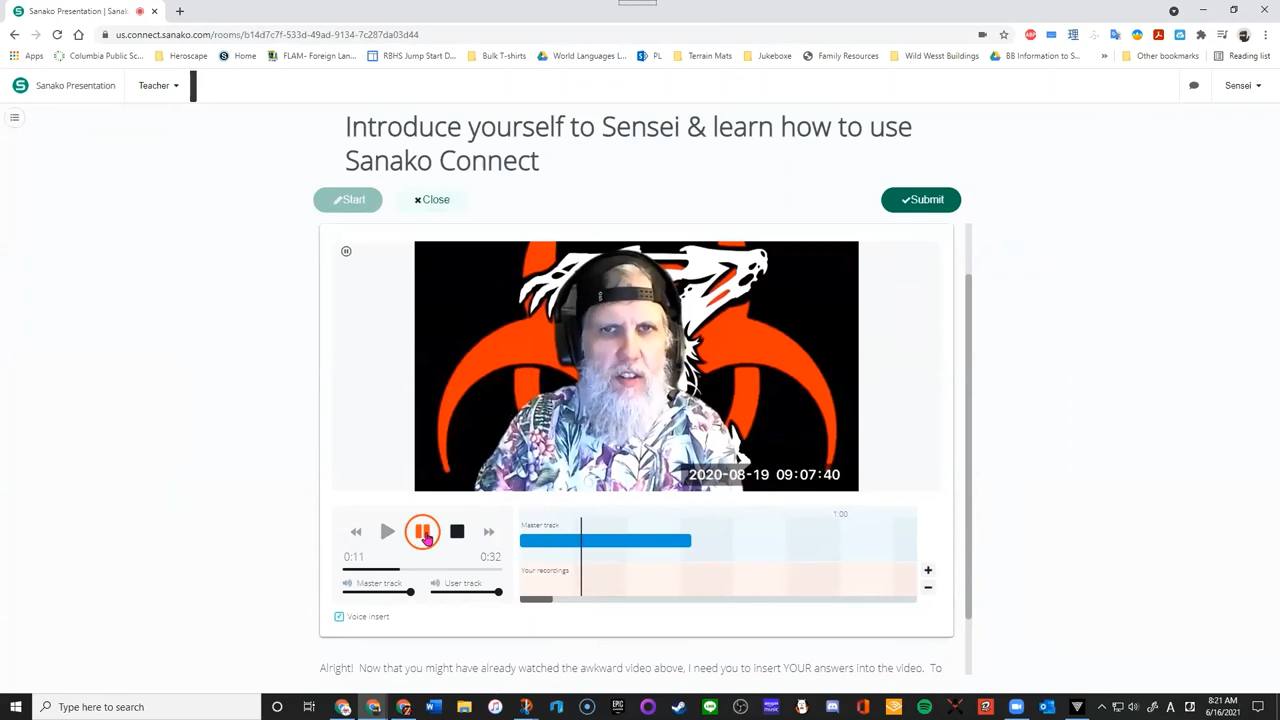 Sanako Presentation | Sanak
us.connect.sanako.com/rooms/b14d7c7f-533d-49ad-9134-7c287da03d44
Apps
Columbia Public Sc...
Heroscape
Home
FLAM- Foreign Lan...
RBHS Jump Start D...
Bulk T-shirts
World Languages L...
PL
Terrain Mats
Jukeboxe
Family Resources
Wild Wesst Buildings
BB Information to S...
Other bookmarks
Reading list
Sanako Presentation
Teacher
Sensei
Introduce yourself to Sensei & learn how to use
Sanako Connect
Start
Close
Submit
2020-08-19 09:07:40
1:00
Master track
0:11
0:32
Your recordings
Master track
User track
Voice insert
Alright! Now that you might have already watched the awkward video above, I need you to insert YOUR answers into the video. To
Type here to search
8:21 AM
6/16/2021